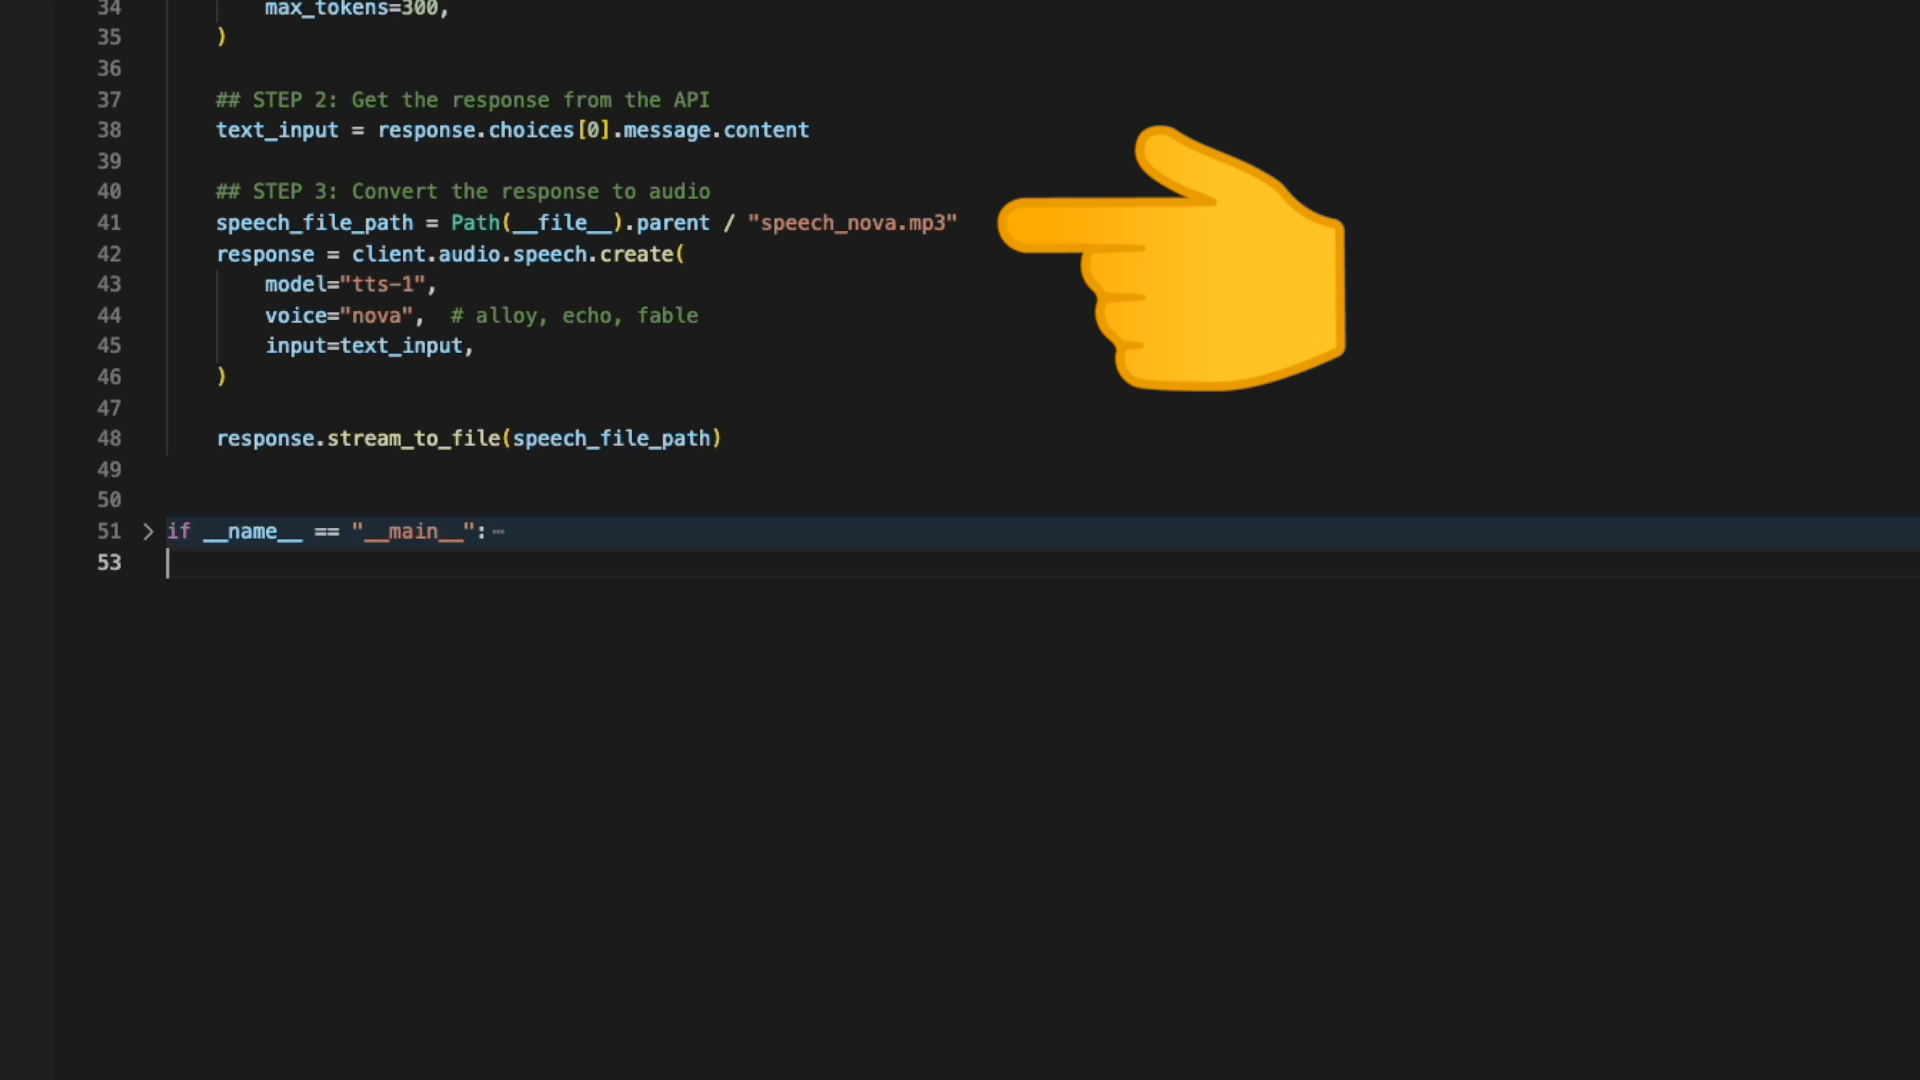 34 max_tokens=300,
35 )
36
37 ## STEP 2: Get the response from the API
38 text_input = response.choices[0].message.content
39
40 ## STEP 3: Convert the response to audio
41 speech_file_path = Path(__file__).parent / "speech_nova.mp3"
42 response = client.audio.speech.create(
43 model="tts-1",
44 voice="nova",  # alloy, echo, fable
45 input=text_input,
46 )
47
48 response.stream_to_file(speech_file_path)
49
50
51 if __name__ == "__main__":⋯
53